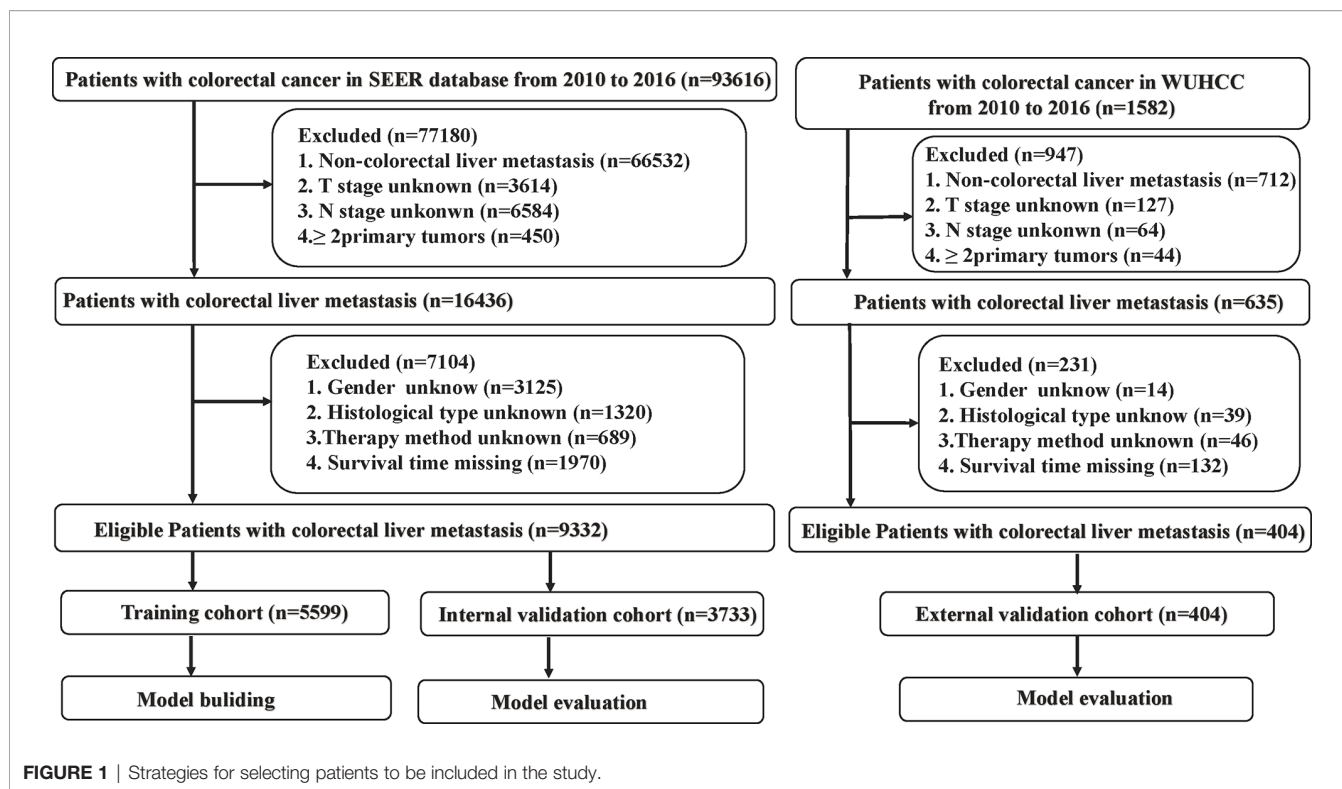 Patients with colorectal cancer in SEER database from 2010 to 2016 (n=93616)
Excluded (n=77180)
1. Non-colorectal liver metastasis (n=66532)
2. T stage unknown (n=3614)
3. N stage unkonwn (n=6584)
4.≥ 2primary tumors (n=450)
Patients with colorectal liver metastasis (n=16436)
Excluded (n=7104)
1. Gender unknow (n=3125)
2. Histological type unknown (n=1320)
3.Therapy method unknown (n=689)
4. Survival time missing (n=1970)
Eligible Patients with colorectal liver metastasis (n=9332)
Training cohort (n=5599)
Internal validation cohort (n=3733)
Model buliding
Model evaluation
Patients with colorectal cancer in WUHCC
from 2010 to 2016 (n=1582)
Excluded (n=947)
1. Non-colorectal liver metastasis (n=712)
2. T stage unknown (n=127)
3. N stage unkonwn (n=64)
4. ≥ 2primary tumors (n=44)
Patients with colorectal liver metastasis (n=635)
Excluded (n=231)
1. Gender unknow (n=14)
2. Histological type unknow (n=39)
3.Therapy method unknown (n=46)
4. Survival time missing (n=132)
Eligible Patients with colorectal liver metastasis (n=404)
External validation cohort (n=404)
Model evaluation
FIGURE 1 | Strategies for selecting patients to be included in the study.